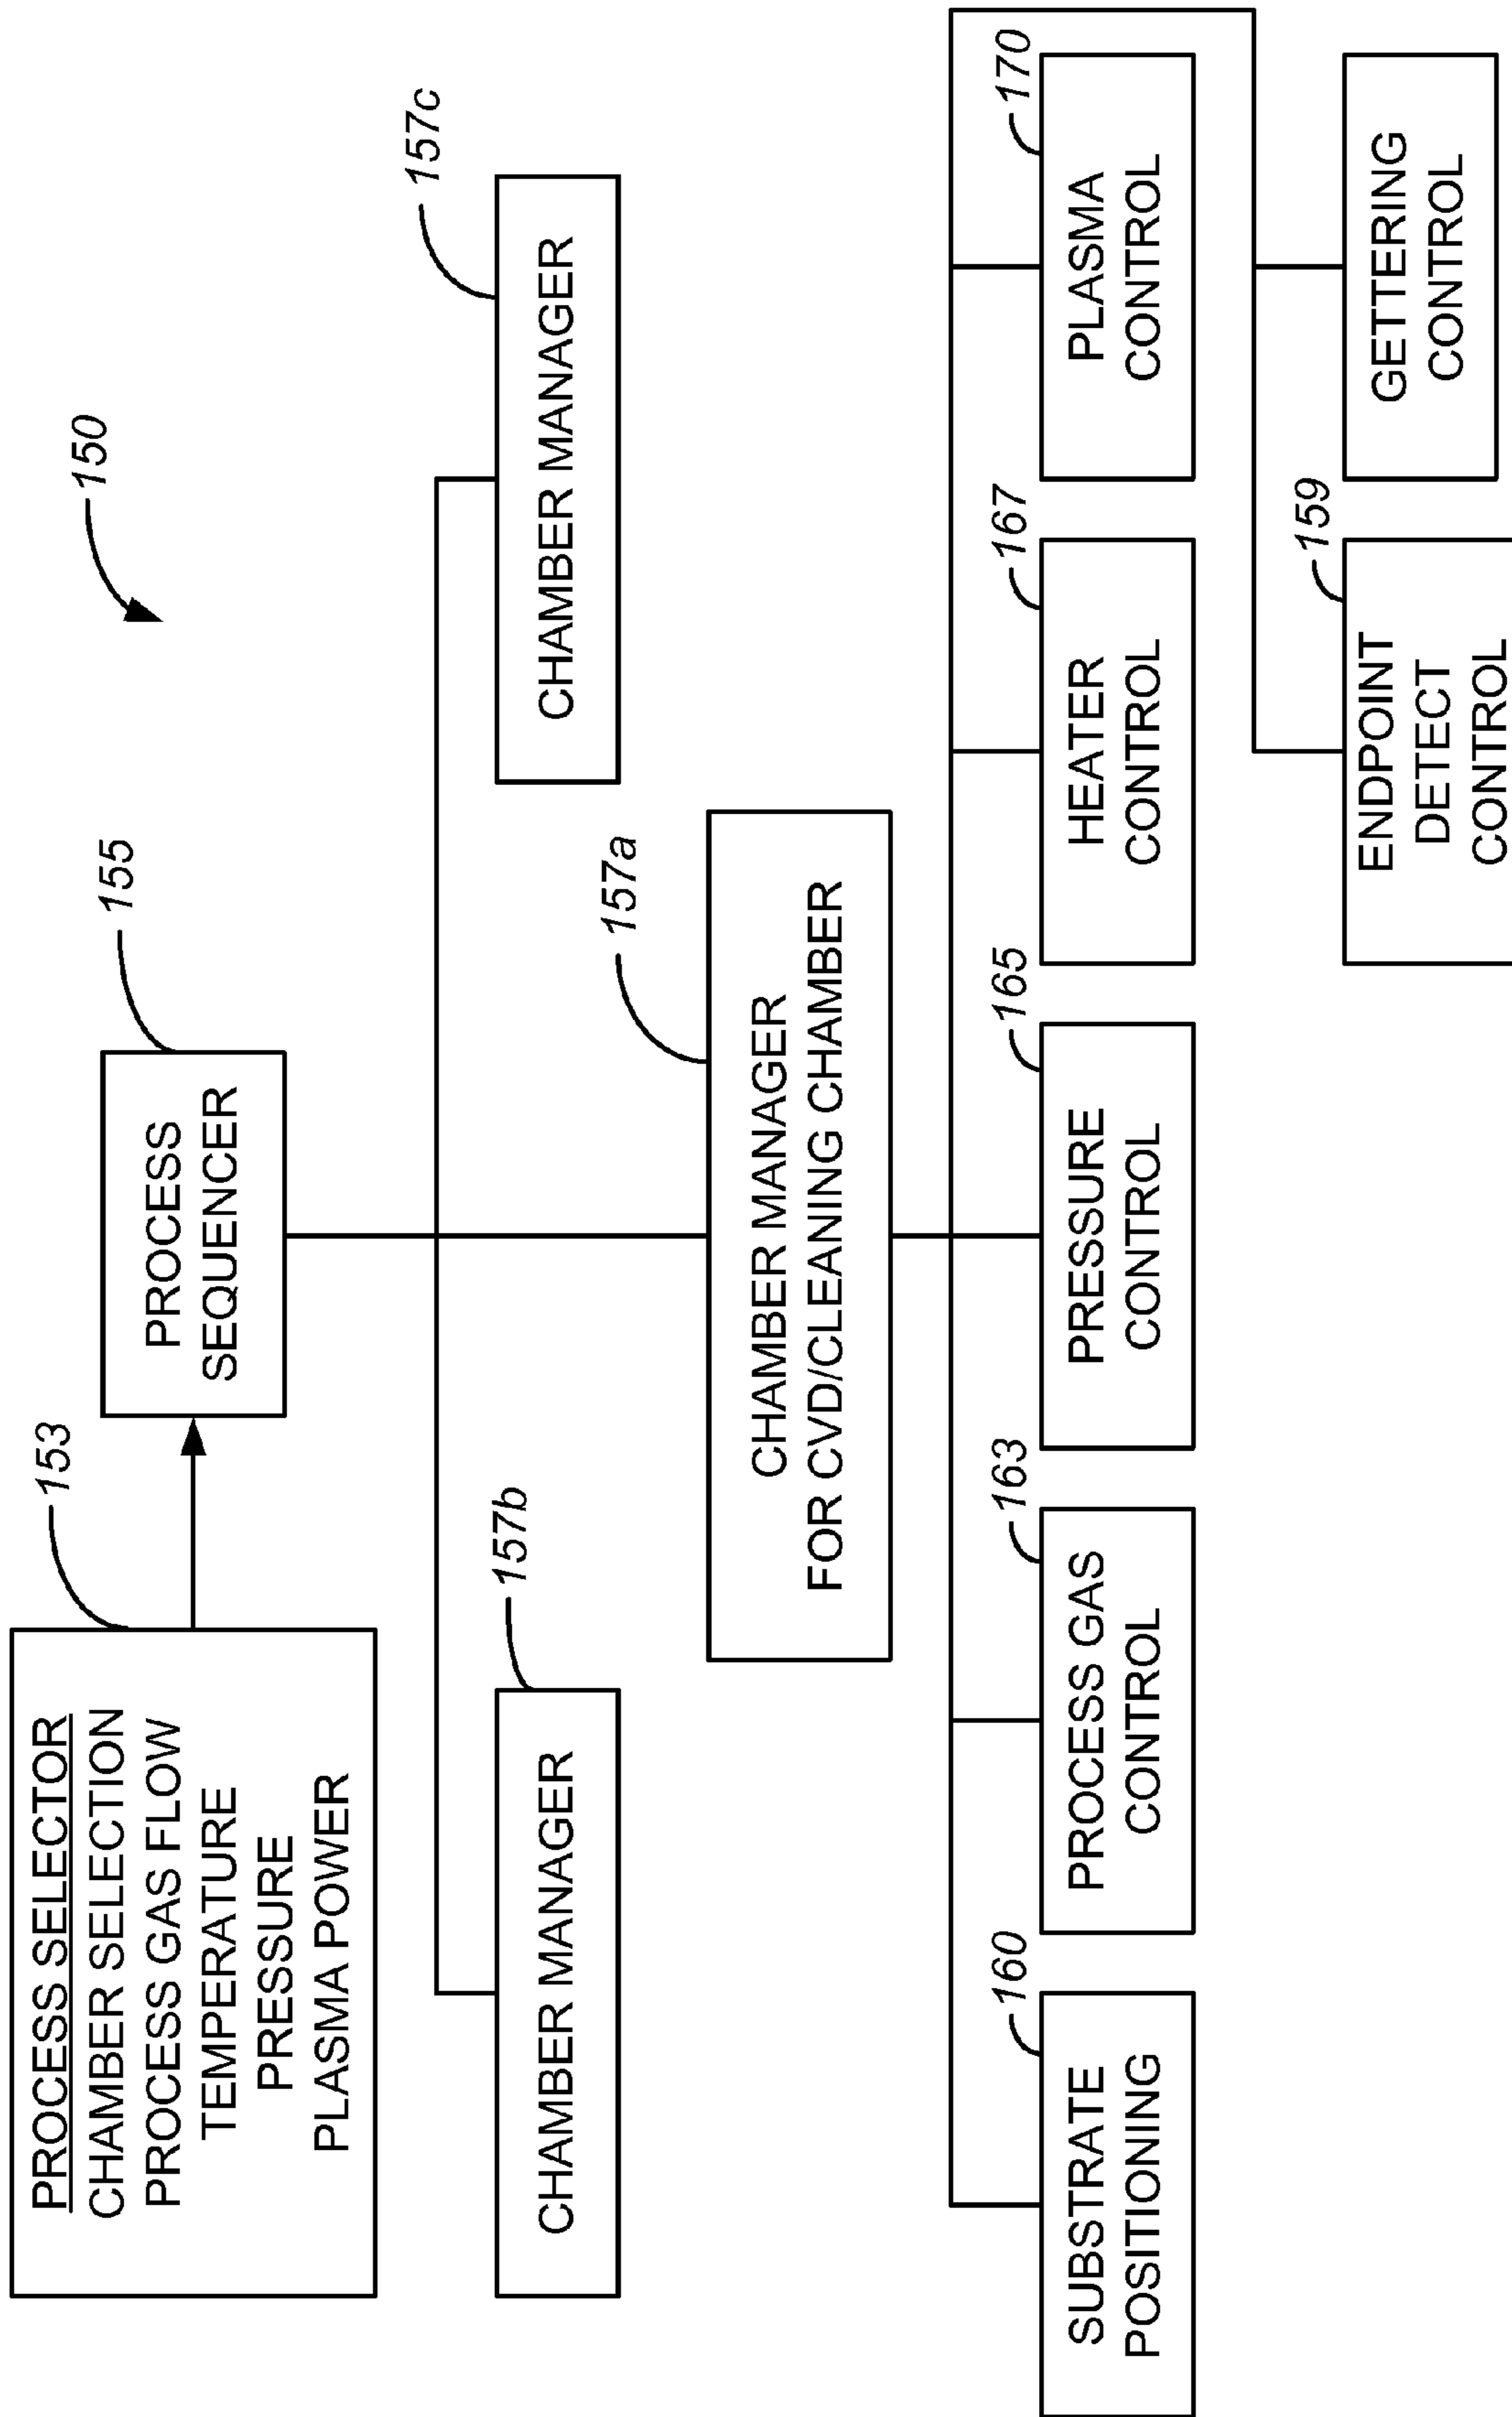 150
153
PROCESS SELECTOR
CHAMBER SELECTION
PROCESS GAS FLOW
TEMPERATURE
PRESSURE
PLASMA POWER
155
PROCESS
SEQUENCER
157b
CHAMBER MANAGER
157c
CHAMBER MANAGER
157a
CHAMBER MANAGER
FOR CVD/CLEANING CHAMBER
160
SUBSTRATE
POSITIONING
163
PROCESS GAS
CONTROL
165
PRESSURE
CONTROL
167
HEATER
CONTROL
170
PLASMA
CONTROL
159
ENDPOINT
DETECT
CONTROL
GETTERING
CONTROL